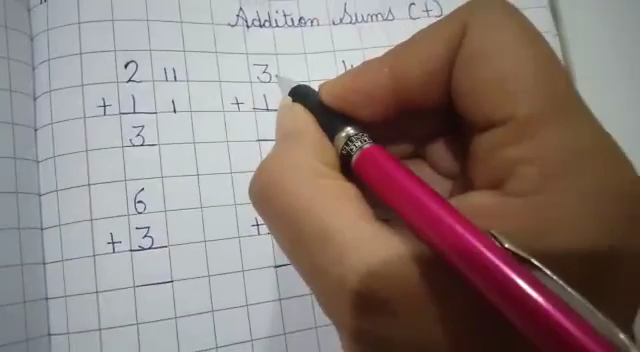 Addition Sums (+)
2 11 3
+ 1 1 + 1
3
6
+ 3 +